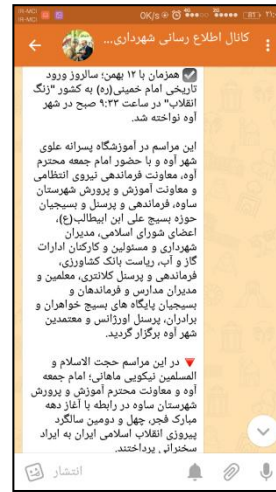 IR-MCI
IR-MCI
0K/s
کانال اطلاع رسانی شهرداری...
همزمان با ۱۲ بهمن؛ سالروز ورود
تاریخی امام خمینی(ره) به کشور "زنگ
انقلاب" در ساعت ۹:۳۳ صبح در شهر
آوه نواخته شد.
این مراسم در آموزشگاه پسرانه علوی
شهر آوه و با حضور امام جمعه محترم
آوه، معاونت فرماندهی نیروی انتظامی
و معاونت آموزش و پرورش شهرستان
ساوه، فرماندهی و پرسنل و بسیجیان
حوزه بسیج علی ابن ابیطالب(ع)،
اعضای شورای اسلامی، مدیران
شهرداری و مسئولین و کارکنان ادارات
گاز و آب، ریاست بانک کشاورزی،
فرماندهی و پرسنل کلانتری، معلمین و
مدیران مدارس و فرماندهان و
بسیجیان پایگاه های بسیج خواهران و
برادران، پرسنل اورژانس و معتمدین
شهر آوه برگزار گردید.
در این مراسم حجت الاسلام و
المسلمین نیکویی ماهانی؛ امام جمعه
آوه و معاونت محترم آموزش و پرورش
شهرستان ساوه در رابطه با آغاز دهه
مبارک فجر، چهل و دومین سالگرد
پیروزی انقلاب اسلامی ایران به ایراد
سخنرانی پرداختند.
انتشار